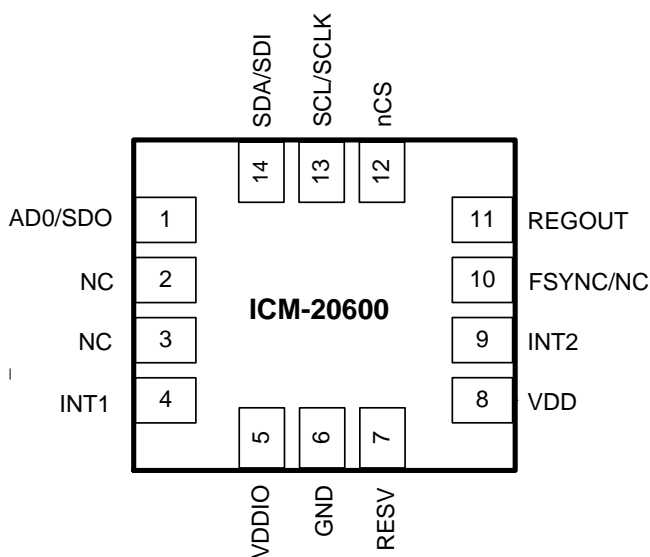 SDA/SDI
SCL/SCLK
nCS
14
13
12
AD0/SDO
1
11
REGOUT
NC
2
10
FSYNC/NC
ICM-20600
NC
3
9
INT2
INT1
4
8
VDD
5
6
7
VDDIO
GND
RESV